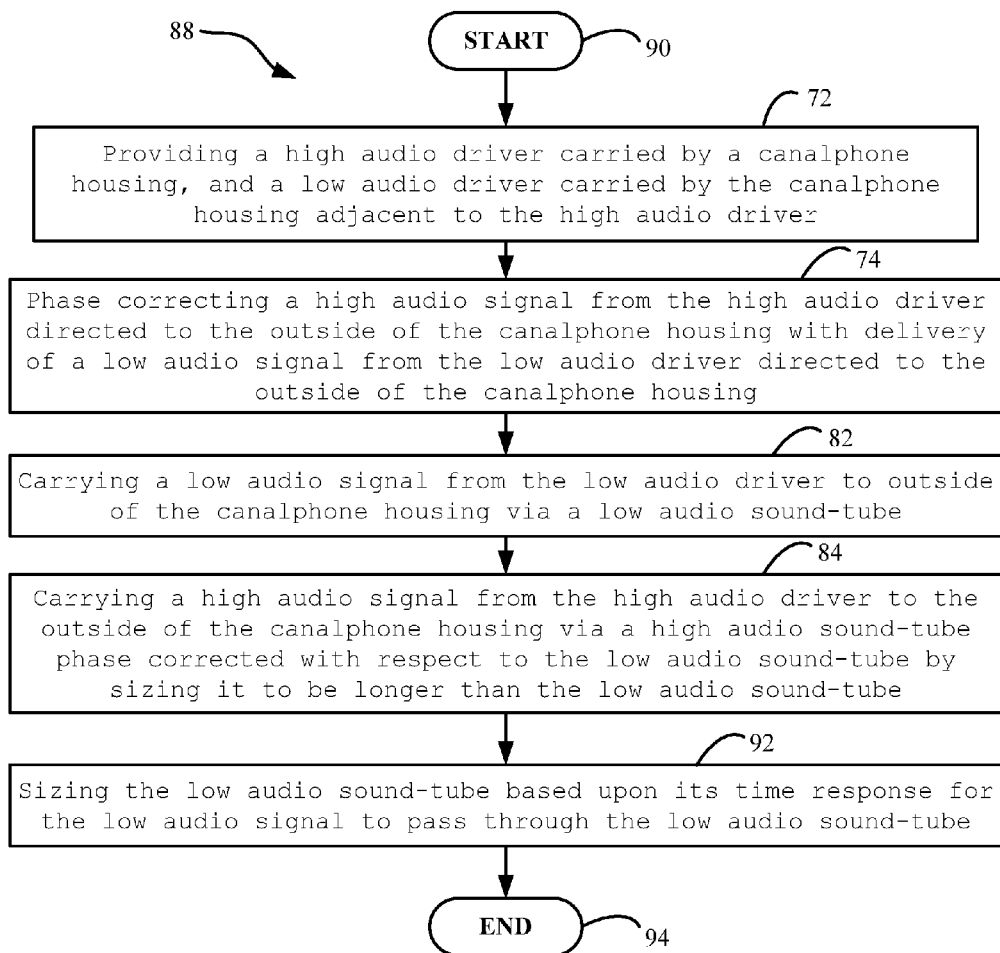 88
START
90
72
Providing a high audio driver carried by a canalphone
housing, and a low audio driver carried by the canalphone
housing adjacent to the high audio driver
74
Phase correcting a high audio signal from the high audio driver
directed to the outside of the canalphone housing with delivery
of a low audio signal from the low audio driver directed to the
outside of the canalphone housing
82
Carrying a low audio signal from the low audio driver to outside
of the canalphone housing via a low audio sound-tube
84
Carrying a high audio signal from the high audio driver to the
outside of the canalphone housing via a high audio sound-tube
phase corrected with respect to the low audio sound-tube by
sizing it to be longer than the low audio sound-tube
92
Sizing the low audio sound-tube based upon its time response for
the low audio signal to pass through the low audio sound-tube
END
94